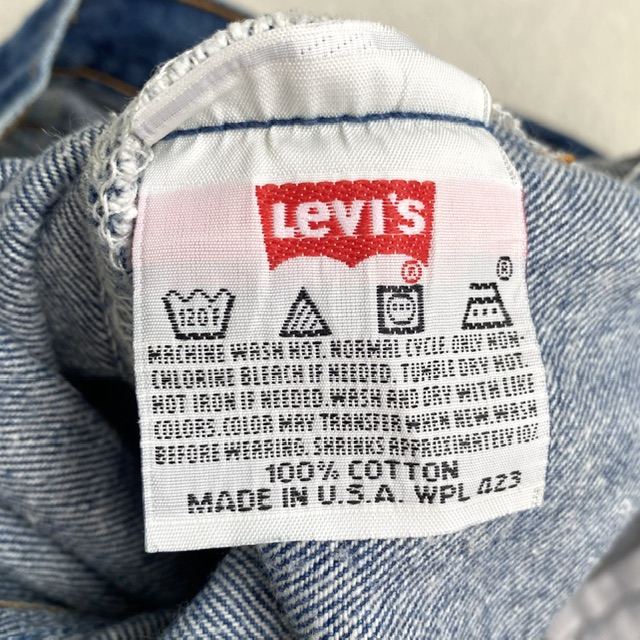 LEVI'S
®
®
120F
MACHINE WASH HOT. NORMAL CYCLE. ONLY NON-
CHLORINE BLEACH IF NEEDED. TUMBLE DRY HOT.
HOT IRON IF NEEDED. WASH AND DRY WITH LIKE
COLORS. COLOR MAY TRANSFER WHEN NEW. WASH
BEFORE WEARING. SHRINKS APPROXIMATELY 10%
100% COTTON
MADE IN U.S.A. WPL 423